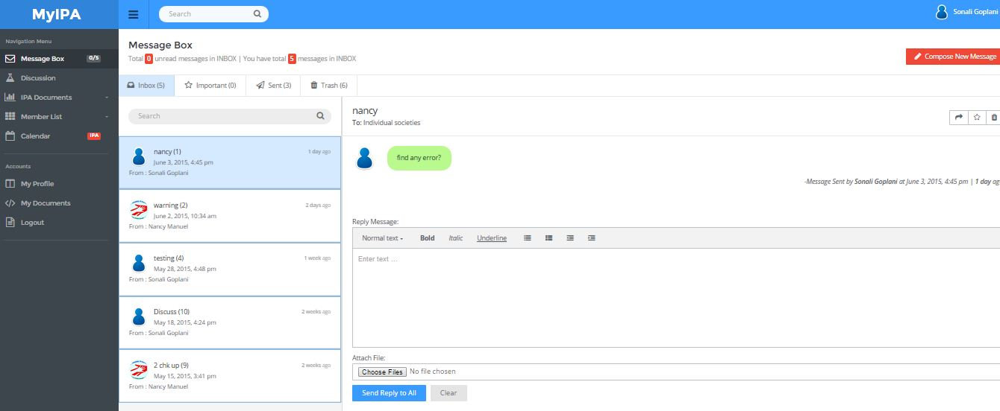 MyIPA
Search
Sonali Goplani
Navigation Menu
Message Box 0/5
Discussion
IPA Documents
Member List
Calendar IPA
Accounts
My Profile
My Documents
Logout
Message Box
Total 0 unread messages in INBOX | You have total 5 messages in INBOX
Compose New Message
Inbox (5) Important (0) Sent (3) Trash (6)
Search
nancy (1) 1 day ago
June 3, 2015, 4:45 pm
From : Sonali Goplani
warning (2) 2 days ago
June 2, 2015, 10:34 am
From : Nancy Manuel
testing (4) 1 week ago
May 28, 2015, 4:48 pm
From : Sonali Goplani
Discuss (10) 2 weeks ago
May 18, 2015, 4:24 pm
From : Sonali Goplani
2 chk up (9) 2 weeks ago
May 15, 2015, 3:41 pm
From : Nancy Manuel
nancy
To: Individual societies
find any error?
-Message Sent by Sonali Goplani at June 3, 2015, 4:45 pm | 1 day ag
Reply Message:
Normal text Bold Italic Underline
Enter text ...
Attach File:
Choose Files No file chosen
Send Reply to All Clear